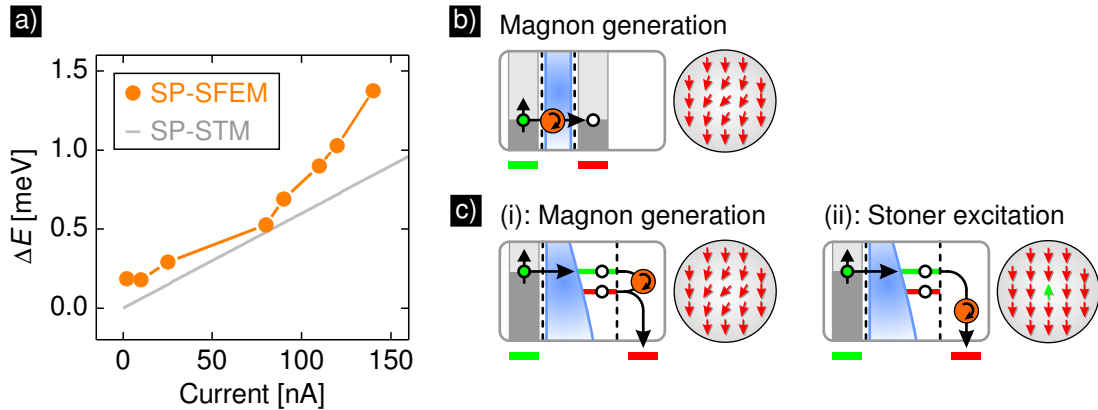 a)
1.5
1.0
0.5
0.0
ΔE [meV]
SP-SFEM
SP-STM
0
50
100
150
Current [nA]
b) Magnon generation
c) (i): Magnon generation
(ii): Stoner excitation